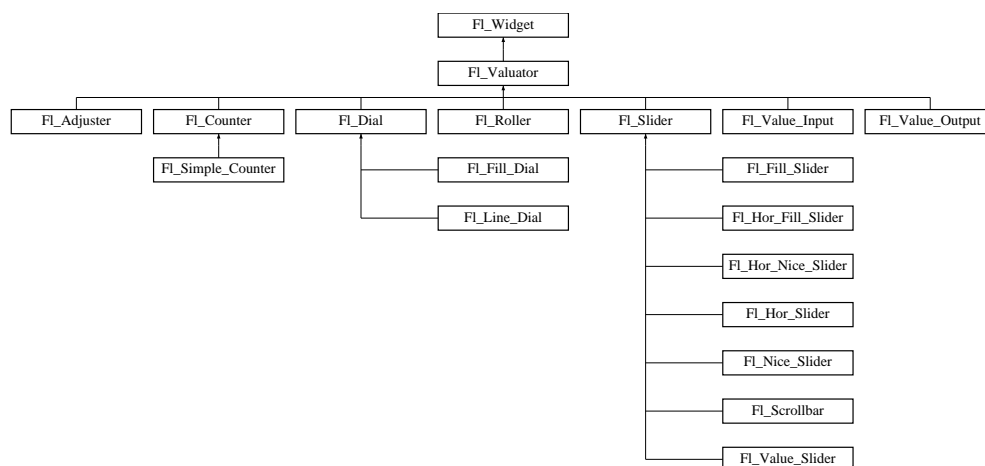 Fl_Widget
Fl_Valuator
Fl_Adjuster
Fl_Counter
Fl_Dial
Fl_Roller
Fl_Slider
Fl_Value_Input
Fl_Value_Output
Fl_Simple_Counter
Fl_Fill_Dial
Fl_Fill_Slider
Fl_Line_Dial
Fl_Hor_Fill_Slider
Fl_Hor_Nice_Slider
Fl_Hor_Slider
Fl_Nice_Slider
Fl_Scrollbar
Fl_Value_Slider